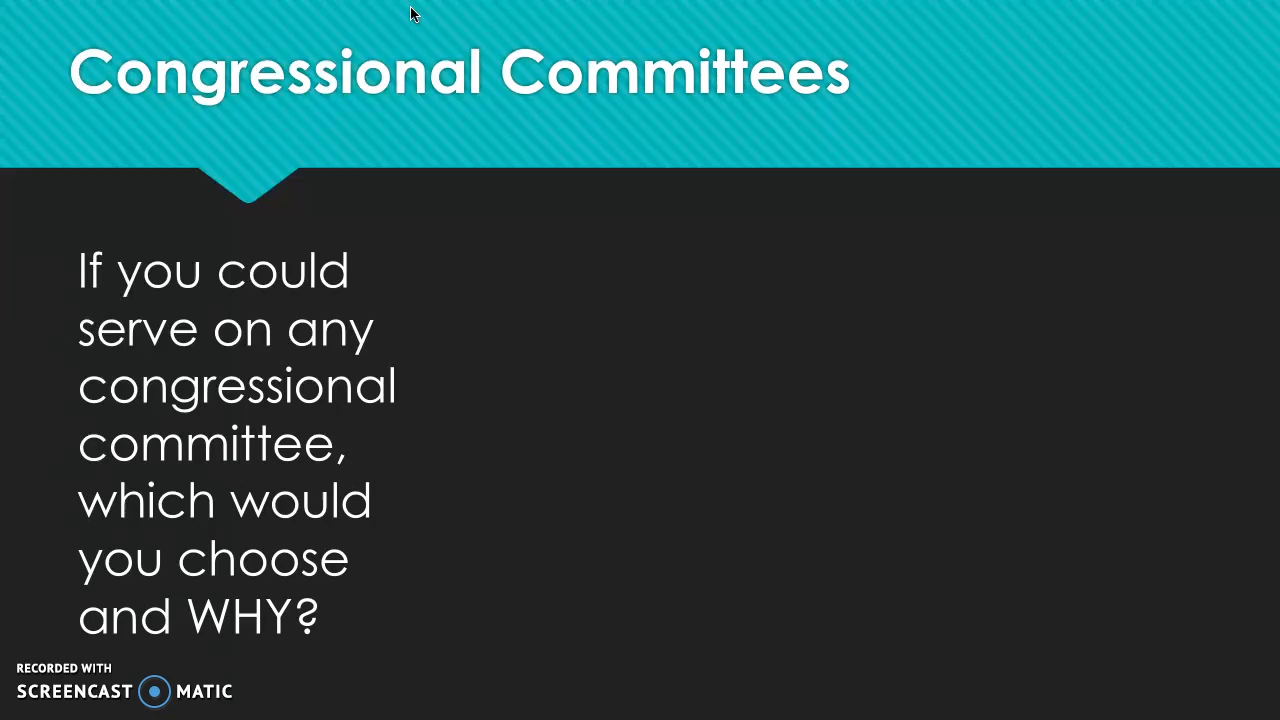 Congressional Committees
If you could
serve on any
congressional
committee,
which would
you choose
and WHY?
RECORDED WITH
SCREENCAST MATIC